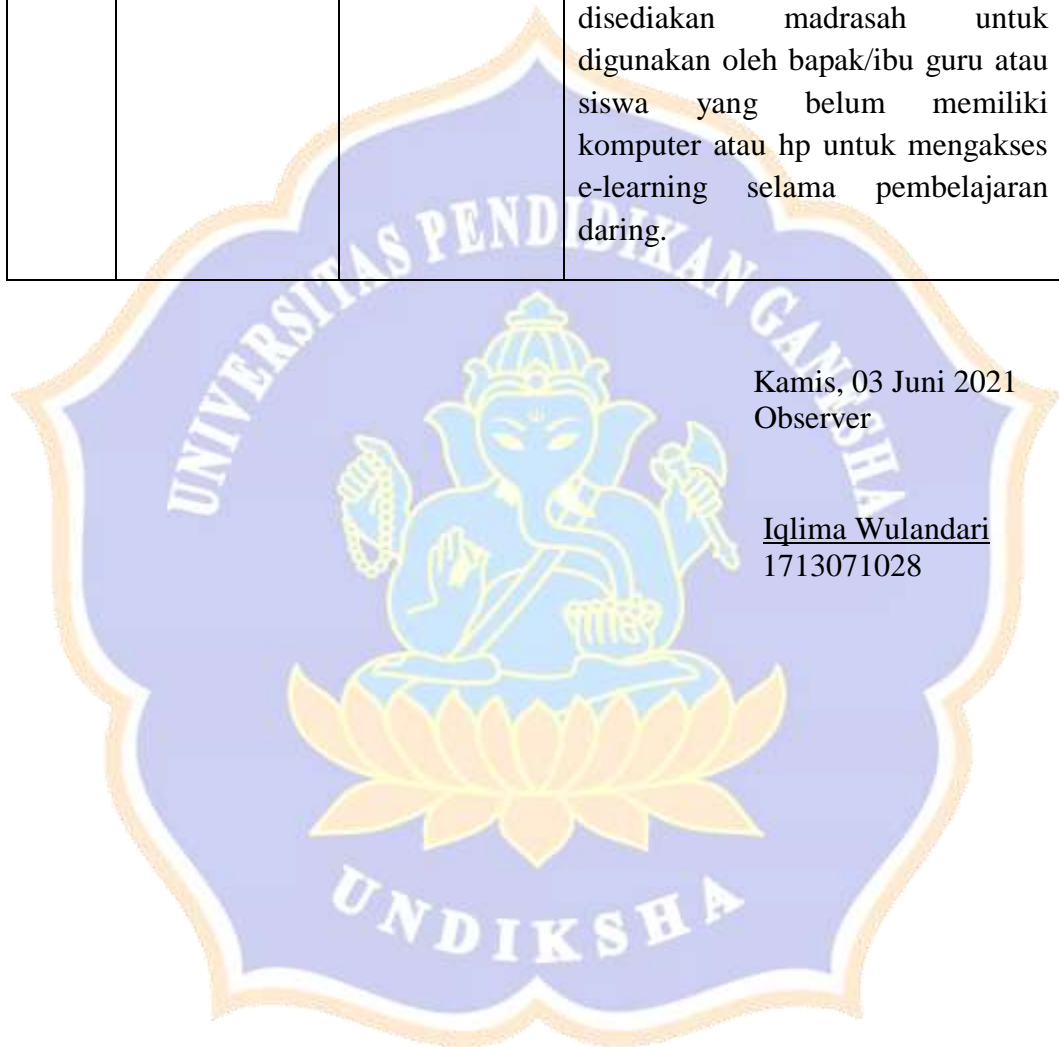 disediakan madrasah untuk
digunakan oleh bapak/ibu guru atau
siswa yang belum memiliki
komputer atau hp untuk mengakses
e-learning selama pembelajaran
daring.
UNIVERSITAS PENDIDIKAN GANESHA
Kamis, 03 Juni 2021
Observer
Iqlima Wulandari
1713071028
UNDIKSHA